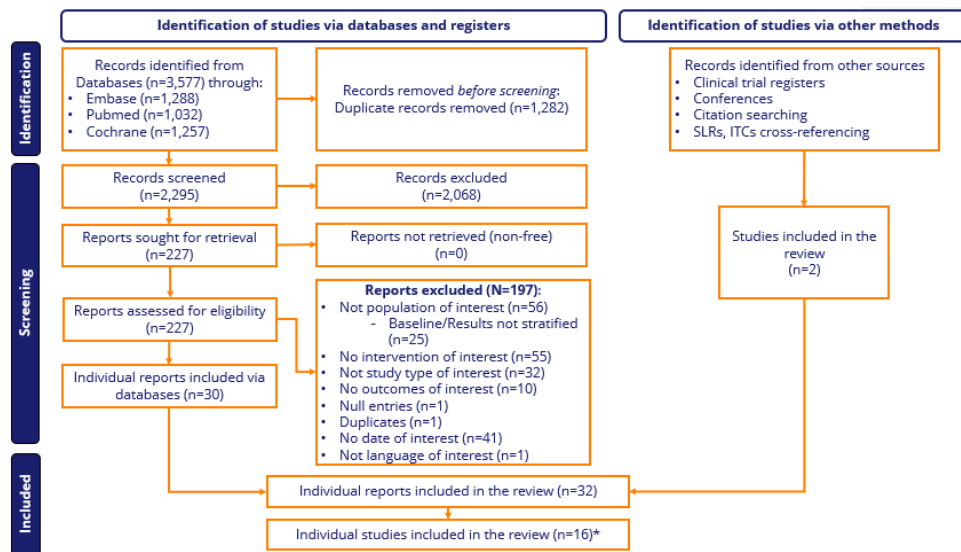 Identification of studies via databases and registers
Identification of studies via other methods
Identification
Records identified from
Databases (n=3,577) through:
• Embase (n=1,288)
• Pubmed (n=1,032)
• Cochrane (n=1,257)
Records removed before screening:
Duplicate records removed (n=1,282)
Records identified from other sources
• Clinical trial registers
• Conferences
• Citation searching
• SLRs, ITCs cross-referencing
Screening
Records screened
(n=2,295)
Records excluded
(n=2,068)
Reports sought for retrieval
(n=227)
Reports not retrieved (non-free)
(n=0)
Studies included in the
review
(n=2)
Reports assessed for eligibility
(n=227)
Reports excluded (N=197):
• Not population of interest (n=56)
- Baseline/Results not stratified
(n=25)
• No intervention of interest (n=55)
• Not study type of interest (n=32)
• No outcomes of interest (n=10)
• Null entries (n=1)
• Duplicates (n=1)
• No date of interest (n=41)
• Not language of interest (n=1)
Individual reports included via
databases (n=30)
Included
Individual reports included in the review (n=32)
Individual studies included in the review (n=16)*